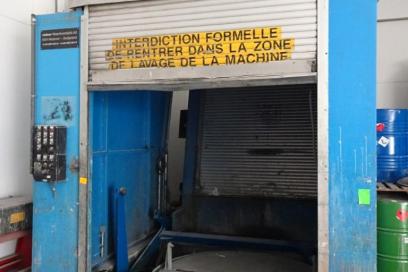 INTERDICTION FORMELLE
DE RENTRER DANS LA ZONE
DE LAVAGE DE LA MACHINE